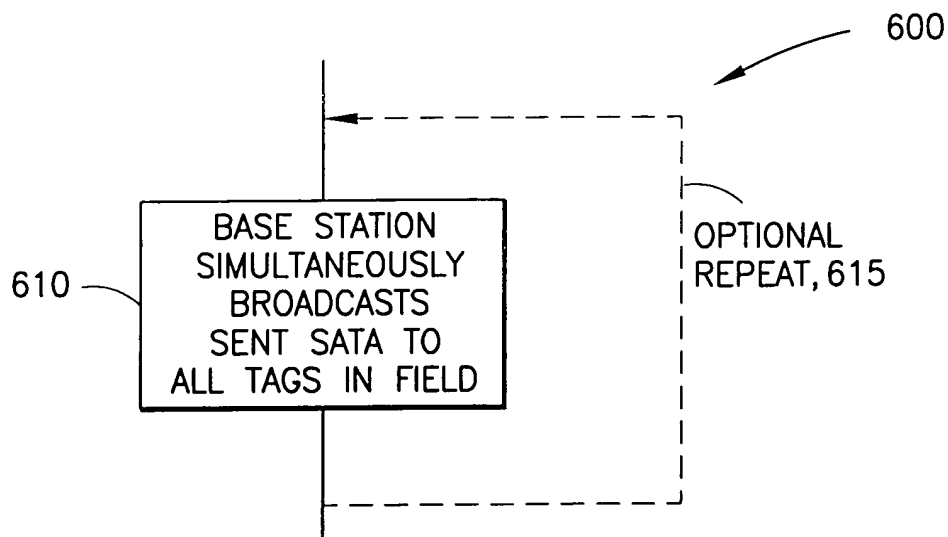 600
BASE STATION
SIMULTANEOUSLY
BROADCASTS
SENT SATA TO
ALL TAGS IN FIELD
610
OPTIONAL
REPEAT, 615